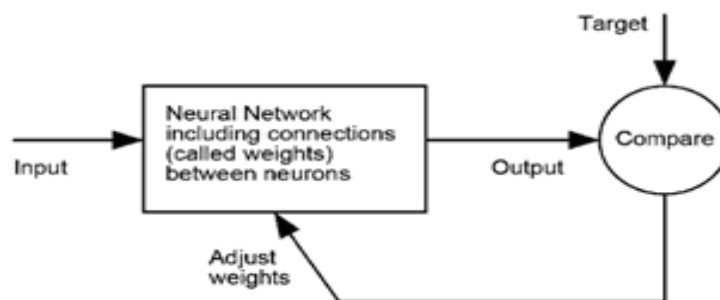 Target
Neural Network
including connections
(called weights)
between neurons
Compare
Input
Output
Adjust
weights